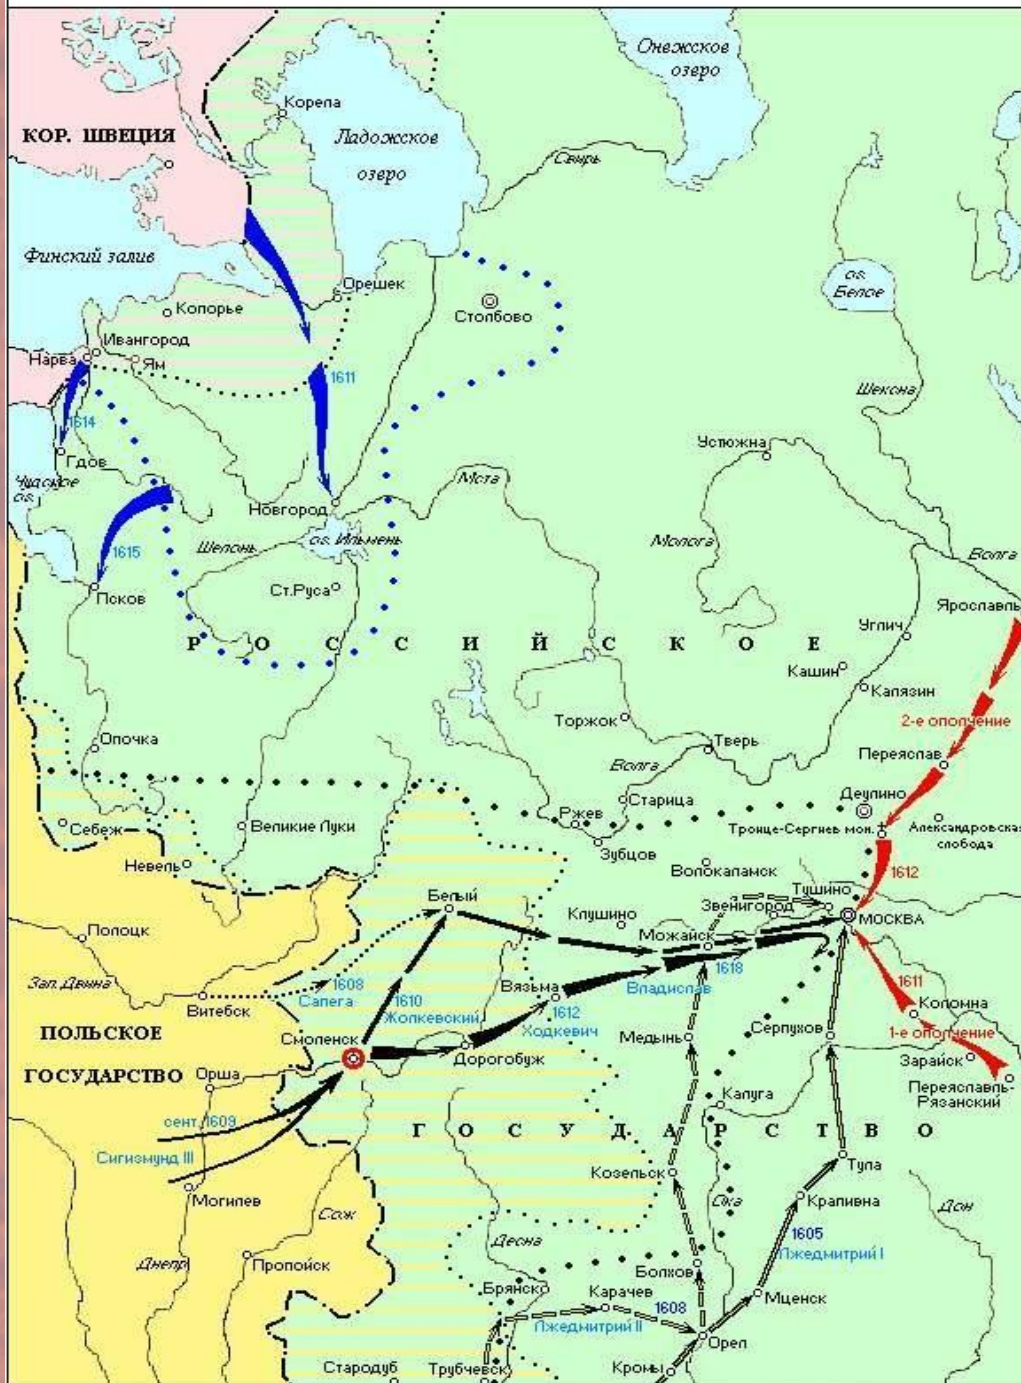 Онежское
озеро
Корела
КОР. ШВЕЦИЯ
Ладожское
озеро
Свирь
Финский залив
оз.
Белое
Орешек
Копорье
Столбово
Ивангород
Нарва
Ям
1611
Шексна
1614
Гдов
Устюжна
Чудское
оз.
Мста
Новгород
оз. Ильмень
Молога
Шелонь
1615
Волга
Псков
Ст.Руса
Ярославль
Углич
РОССИЙСКОЕ
Кашин
Калязин
Торжок
2-е ополчение
Опочка
Тверь
Переяслав
Волга
Деулино
Старица
Ржев
Себеж
Великие Луки
Троице-Сергиев мон.
Александровская
слобода
Зубцов
Невель
Волокаламск
1612
Тушино
Белый
Звенигород
Клушино
МОСКВА
Полоцк
Можайск
1618
Зап.Двина
1608
Сапега
1610
Жолкевский
Вязьма
Владислав
1611
Витебск
1612
Ходкевич
Коломна
ПОЛЬСКОЕ
Смоленск
Серпухов
1-е ополчение
Медынь
Дорогобуж
Зарайск
ГОСУДАРСТВО
Орша
Переяславль-
Рязанский
Калуга
сент. 1609
ГОСУДАРСТВО
Сигизмунд III
Тула
Козельск
Могилев
Крапивна
Сож
Ока
Дон
1605
Десна
Лжедмитрий I
Днепр
Пропойск
Болхов
Брянск
Карачев
Мценск
1608
Лжедмитрий II
Орел
Стародуб
Трубчевск
Кромы